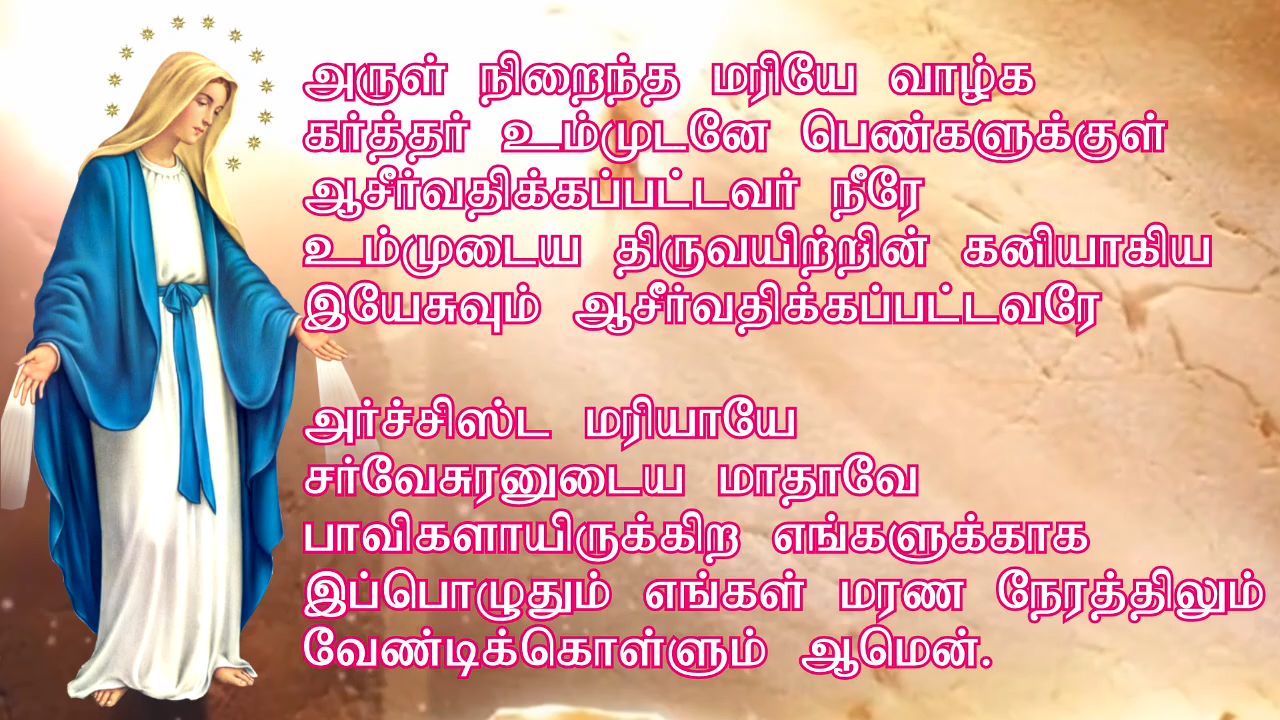 அருள் நிறைந்த மரியே வாழ்க
கர்த்தர் உம்முடனே பெண்களுக்குள்
ஆசீர்வதிக்கப்பட்டவர் நீரே
உம்முடைய திருவயிற்றின் கனியாகிய
இயேசுவும் ஆசீர்வதிக்கப்பட்டவரே
அர்ச்சிஸ்ட மரியாயே
சர்வேசுரனுடைய மாதாவே
பாவிகளாயிருக்கிற எங்களுக்காக
இப்பொழுதும் எங்கள் மரண நேரத்திலும்
வேண்டிக்கொள்ளும் ஆமென்.